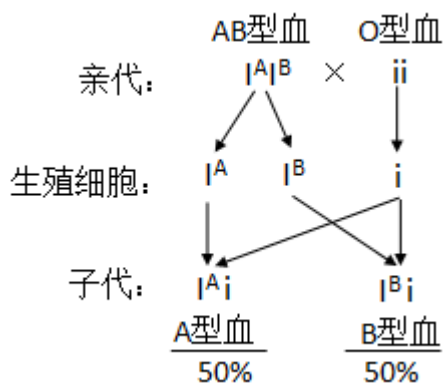 AB型血 O型血
亲代： IᴬIᴮ × ii
生殖细胞： Iᴬ Iᴮ i
子代： Iᴬi Iᴮi
A型血 B型血
50% 50%